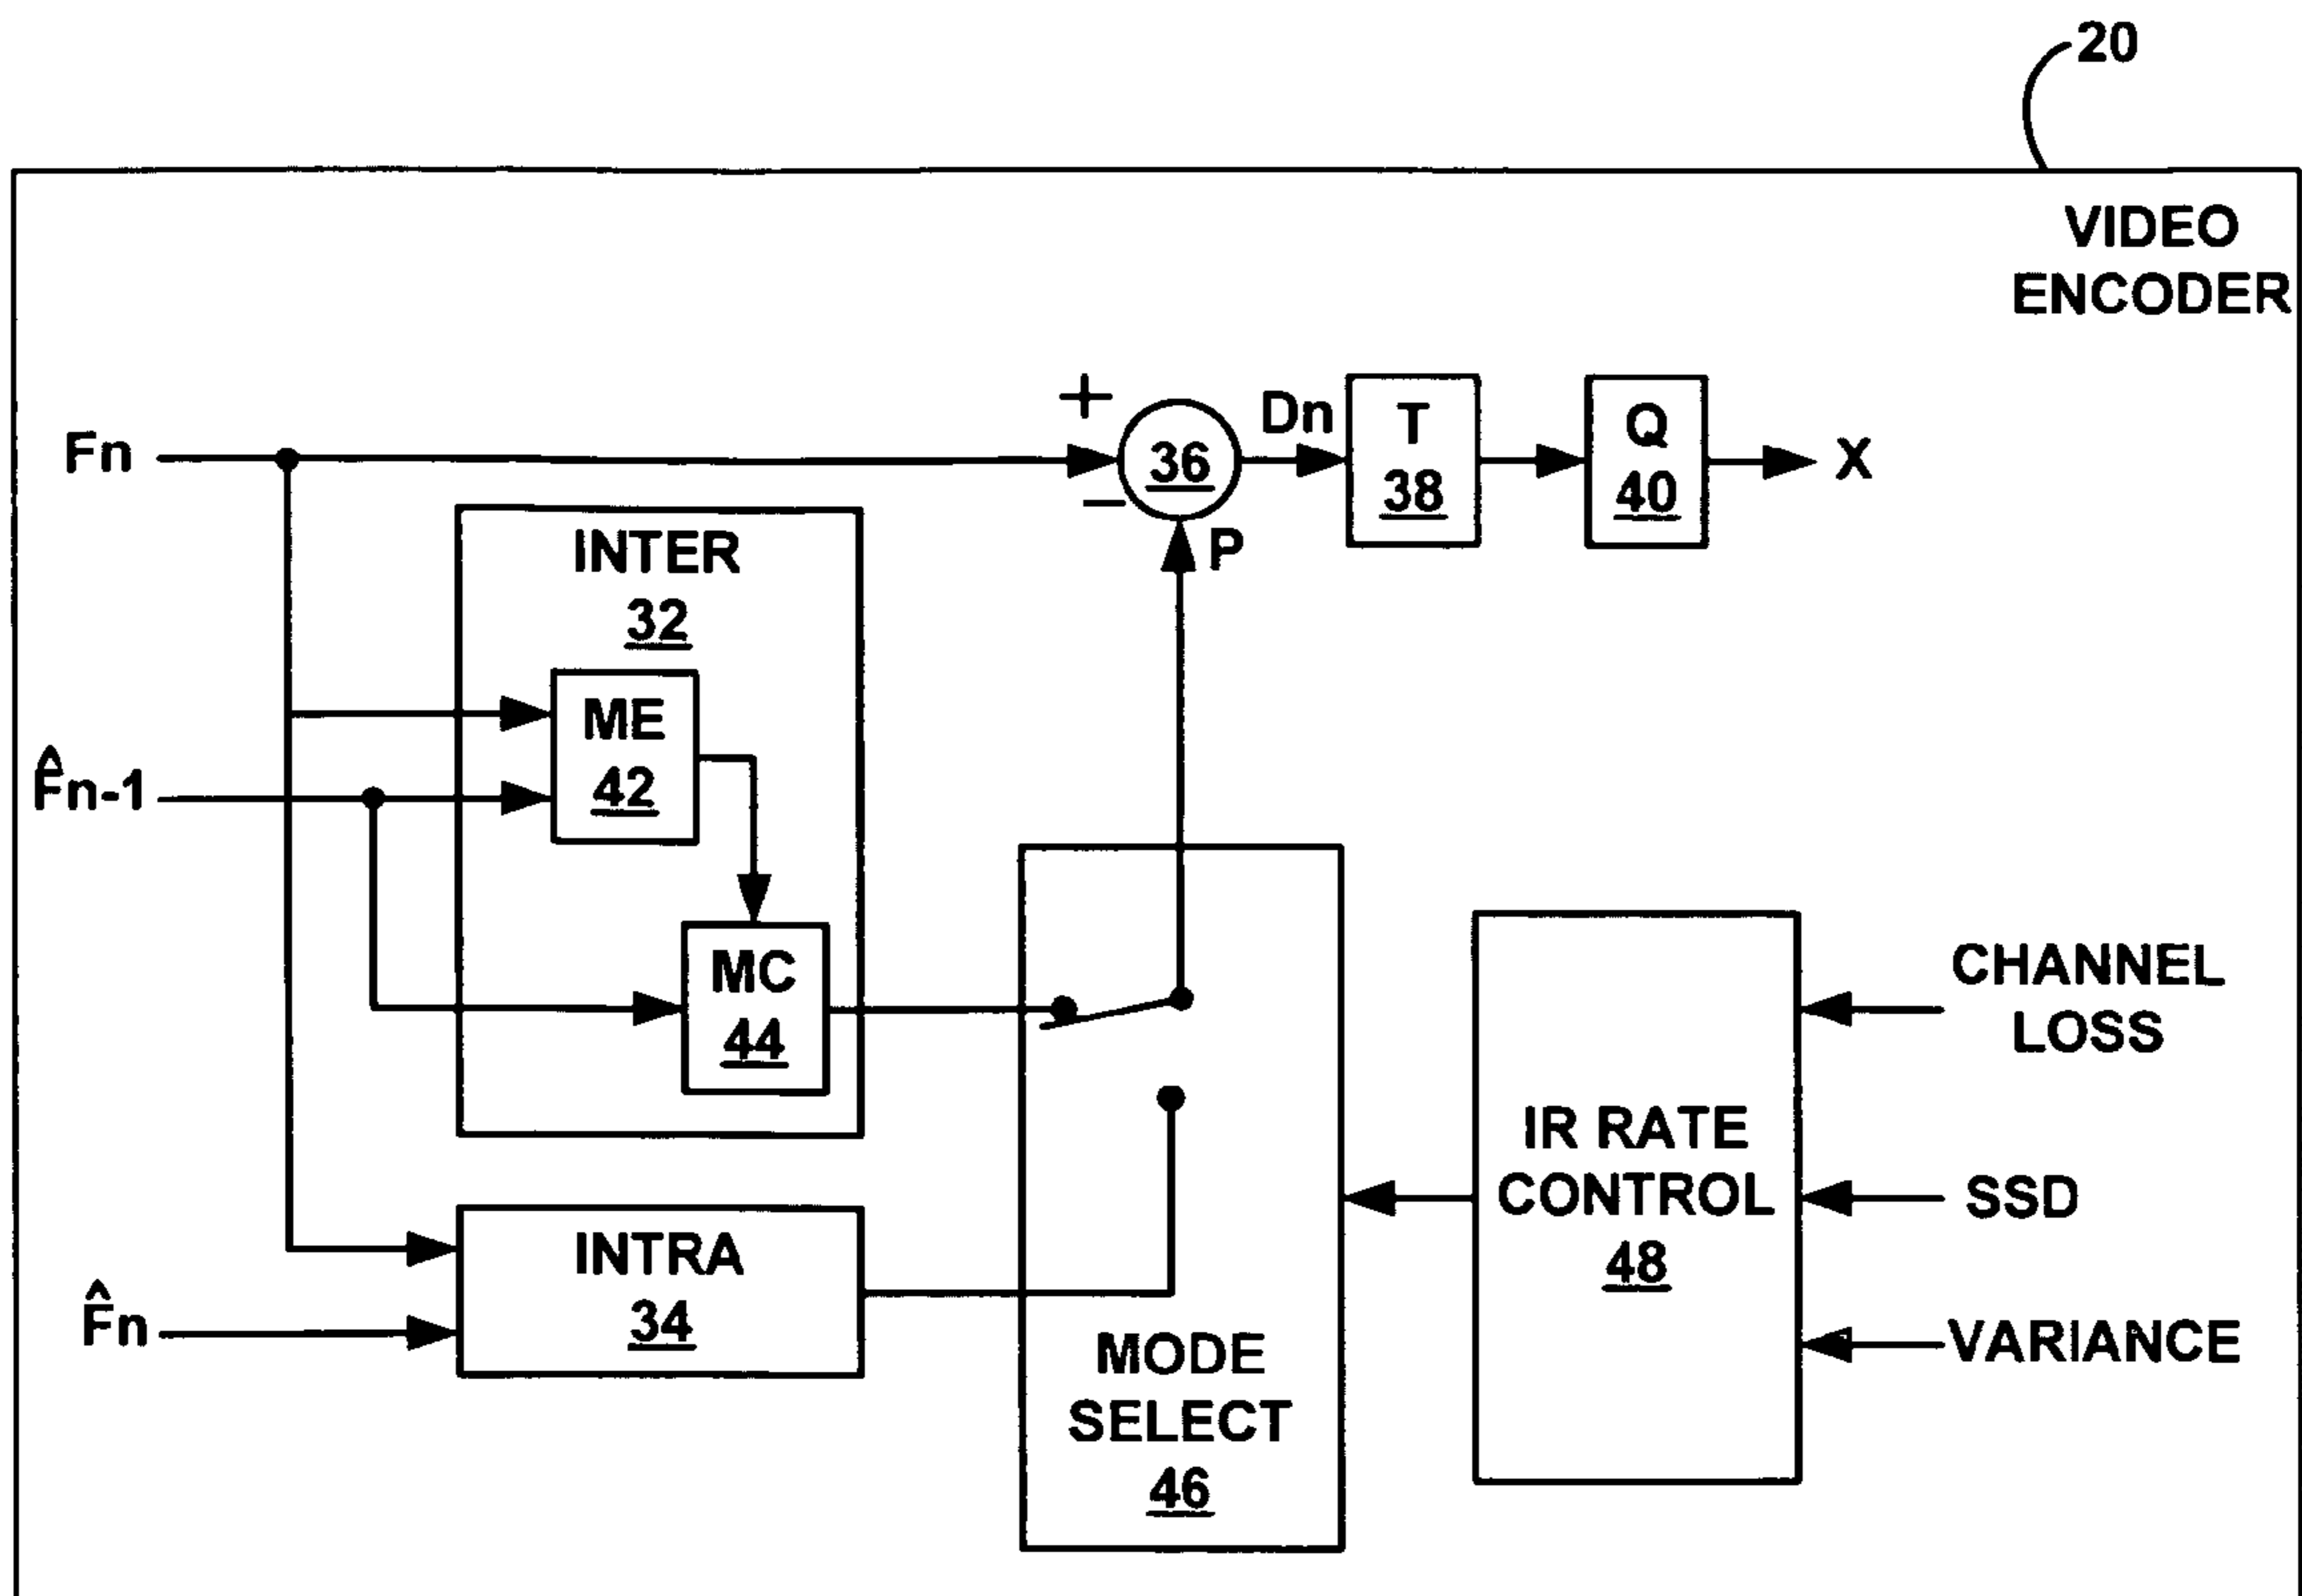 20
VIDEO
ENCODER
+
Fn
36
−
Dn
T
38
Q
40
X
P
INTER
32
ME
42
F̂n-1
MC
44
CHANNEL
LOSS
IR RATE
CONTROL
48
SSD
VARIANCE
INTRA
34
F̂n
MODE
SELECT
46